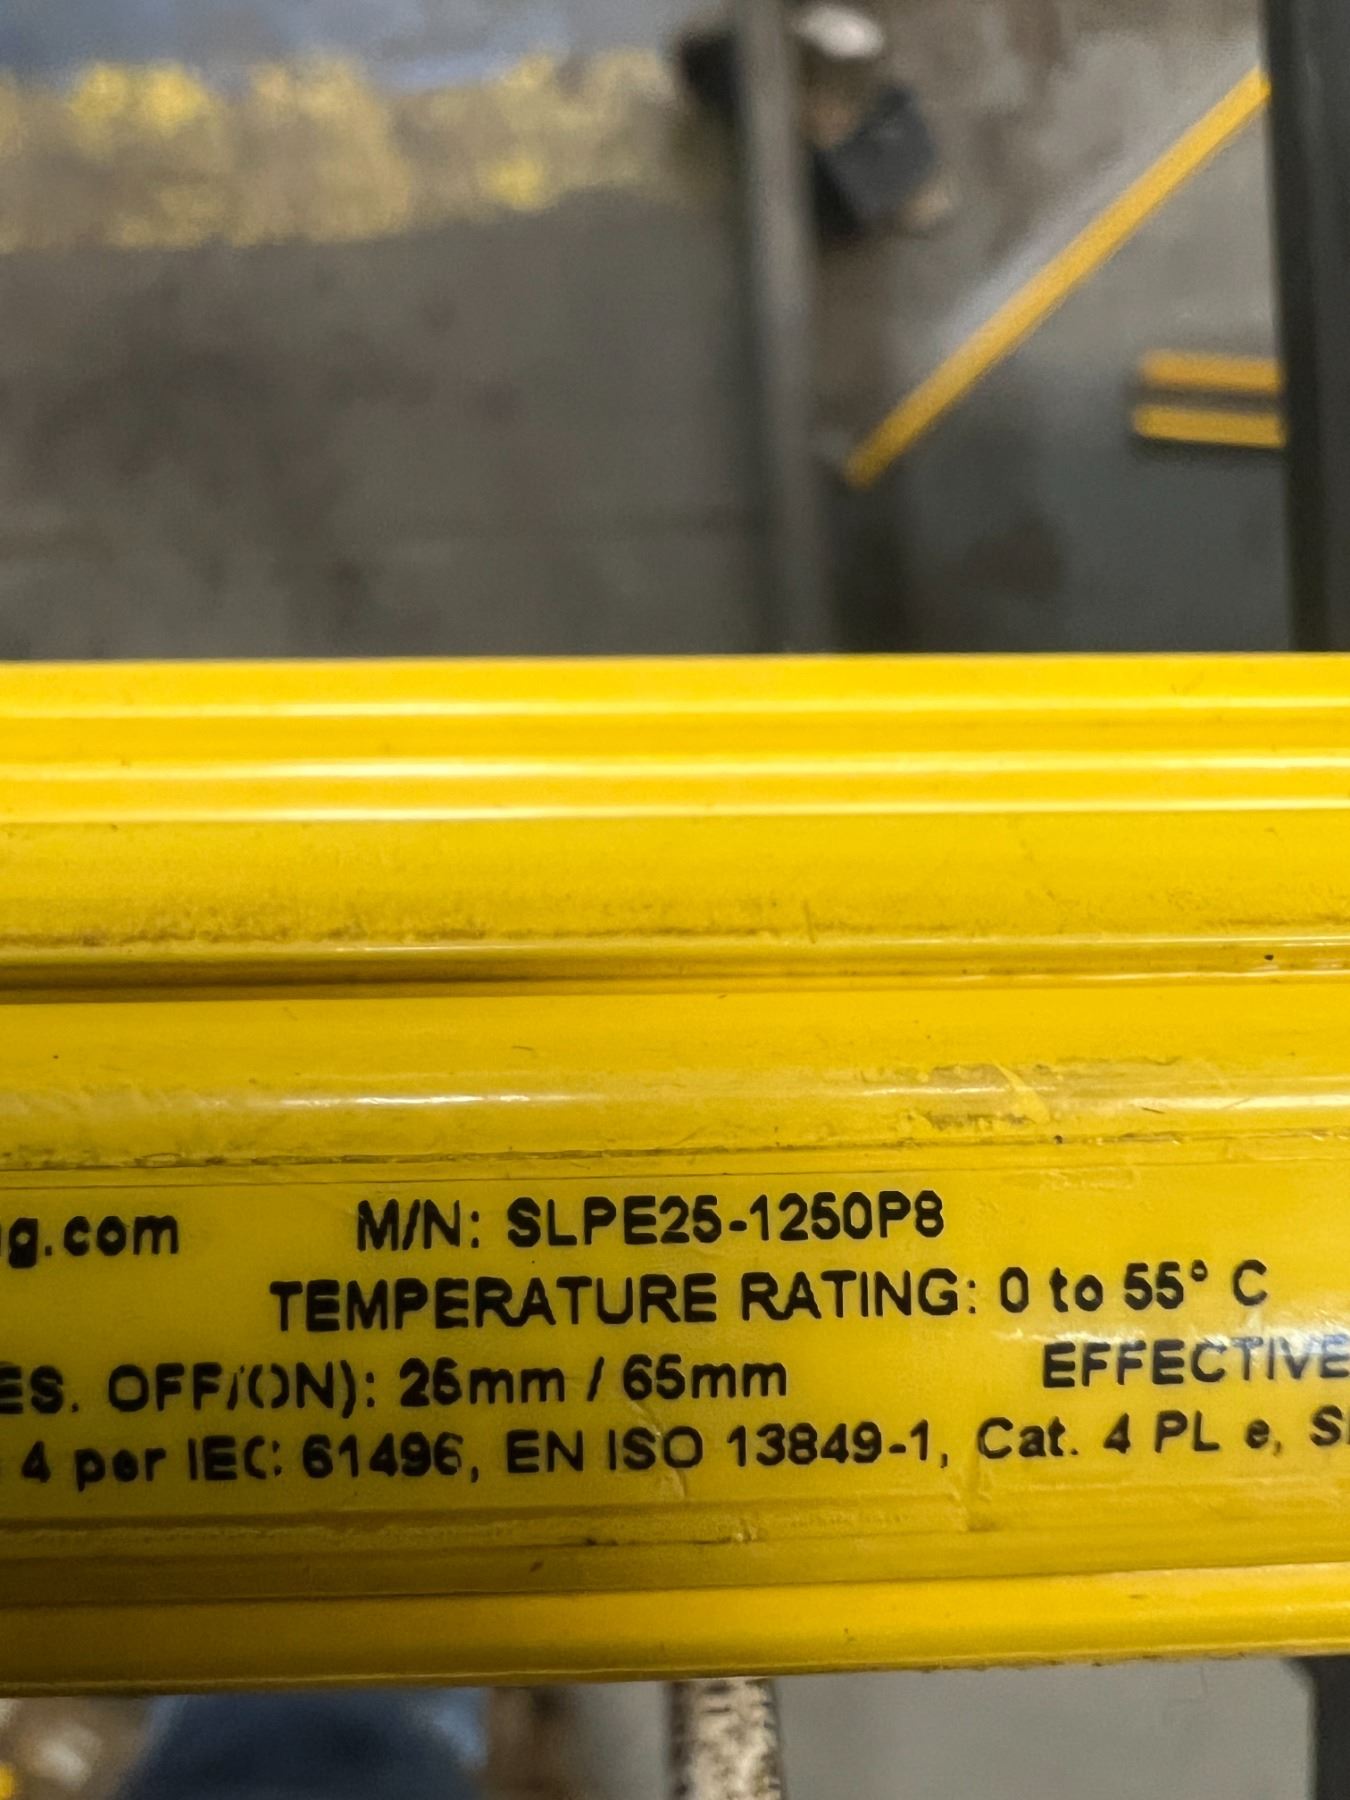 g.com M/N: SLPE25-1250P8
TEMPERATURE RATING: 0 to 55° C
ES. OFF/ON): 25mm / 65mm EFFECTIVE
4 per IEC: 61496, EN ISO 13849-1, Cat. 4 PL e,